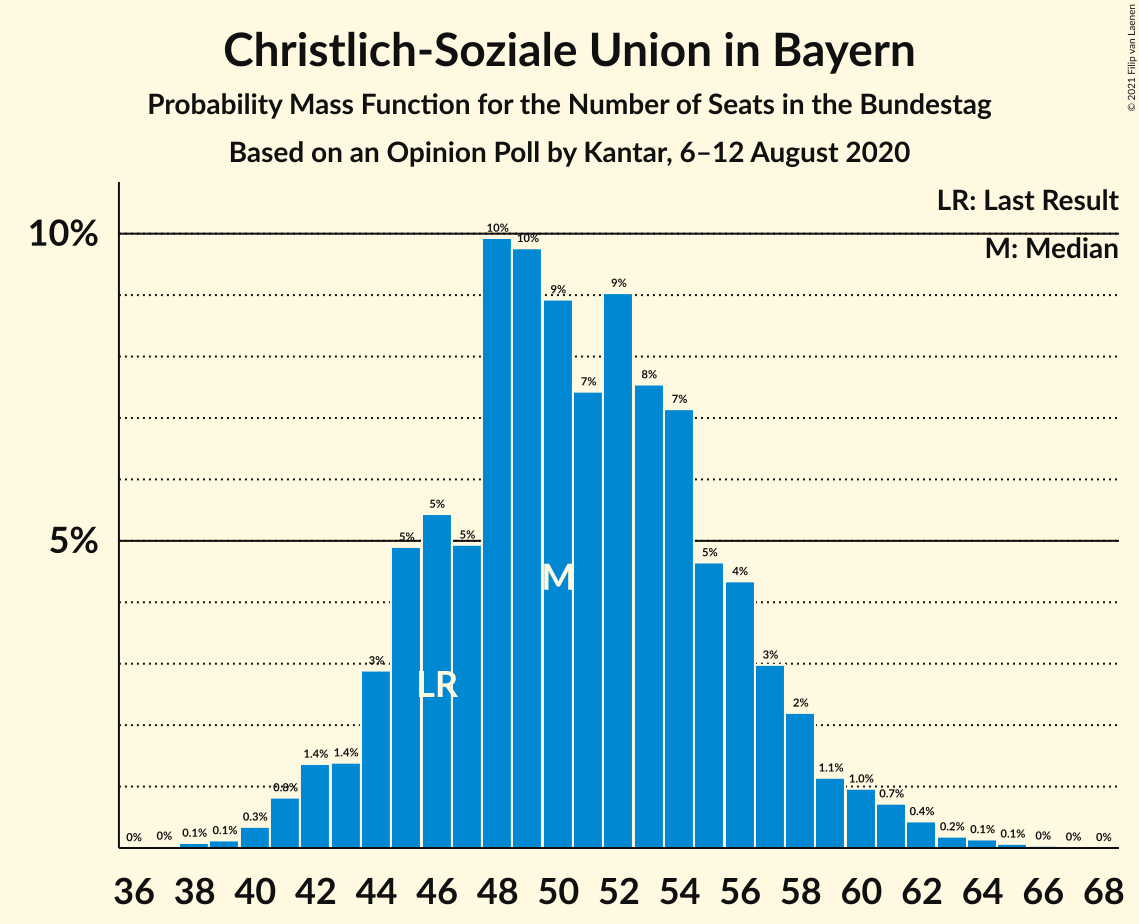 Christlich-Soziale Union in Bayern
Probability Mass Function for the Number of Seats in the Bundestag
Based on an Opinion Poll by Kantar, 6–12 August 2020
© 2021 Filip van Laenen
LR: Last Result
M: Median
10%
5%
0% 0% 0.1% 0.1% 0.3% 0.8% 1.4% 1.4% 3% 5% 5% 5% 10% 10% 9% 7% 9% 8% 7% 5% 4% 3% 2% 1.1% 1.0% 0.7% 0.4% 0.2% 0.1% 0.1% 0% 0% 0%
M
LR
36 38 40 42 44 46 48 50 52 54 56 58 60 62 64 66 68